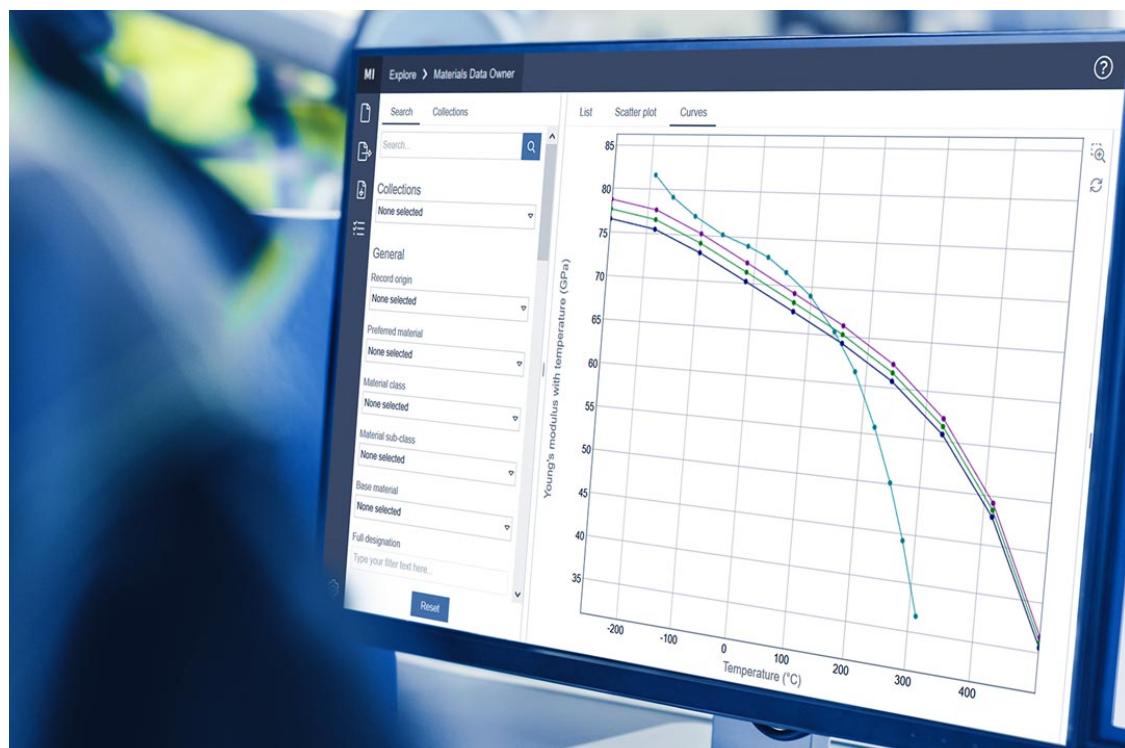 MI Explore > Materials Data Owner ?
Search Collections
Search...
Collections
None selected
General
Record origin
None selected
Preferred material
None selected
Material class
None selected
Material sub-class
None selected
Base material
None selected
Full designation
Type your filter text here...
Reset
List Scatter plot Curves
Young's modulus with temperature (GPa)
85
80
75
70
65
60
55
50
45
40
35
-200 -100 0 100 200 300 400
Temperature (°C)